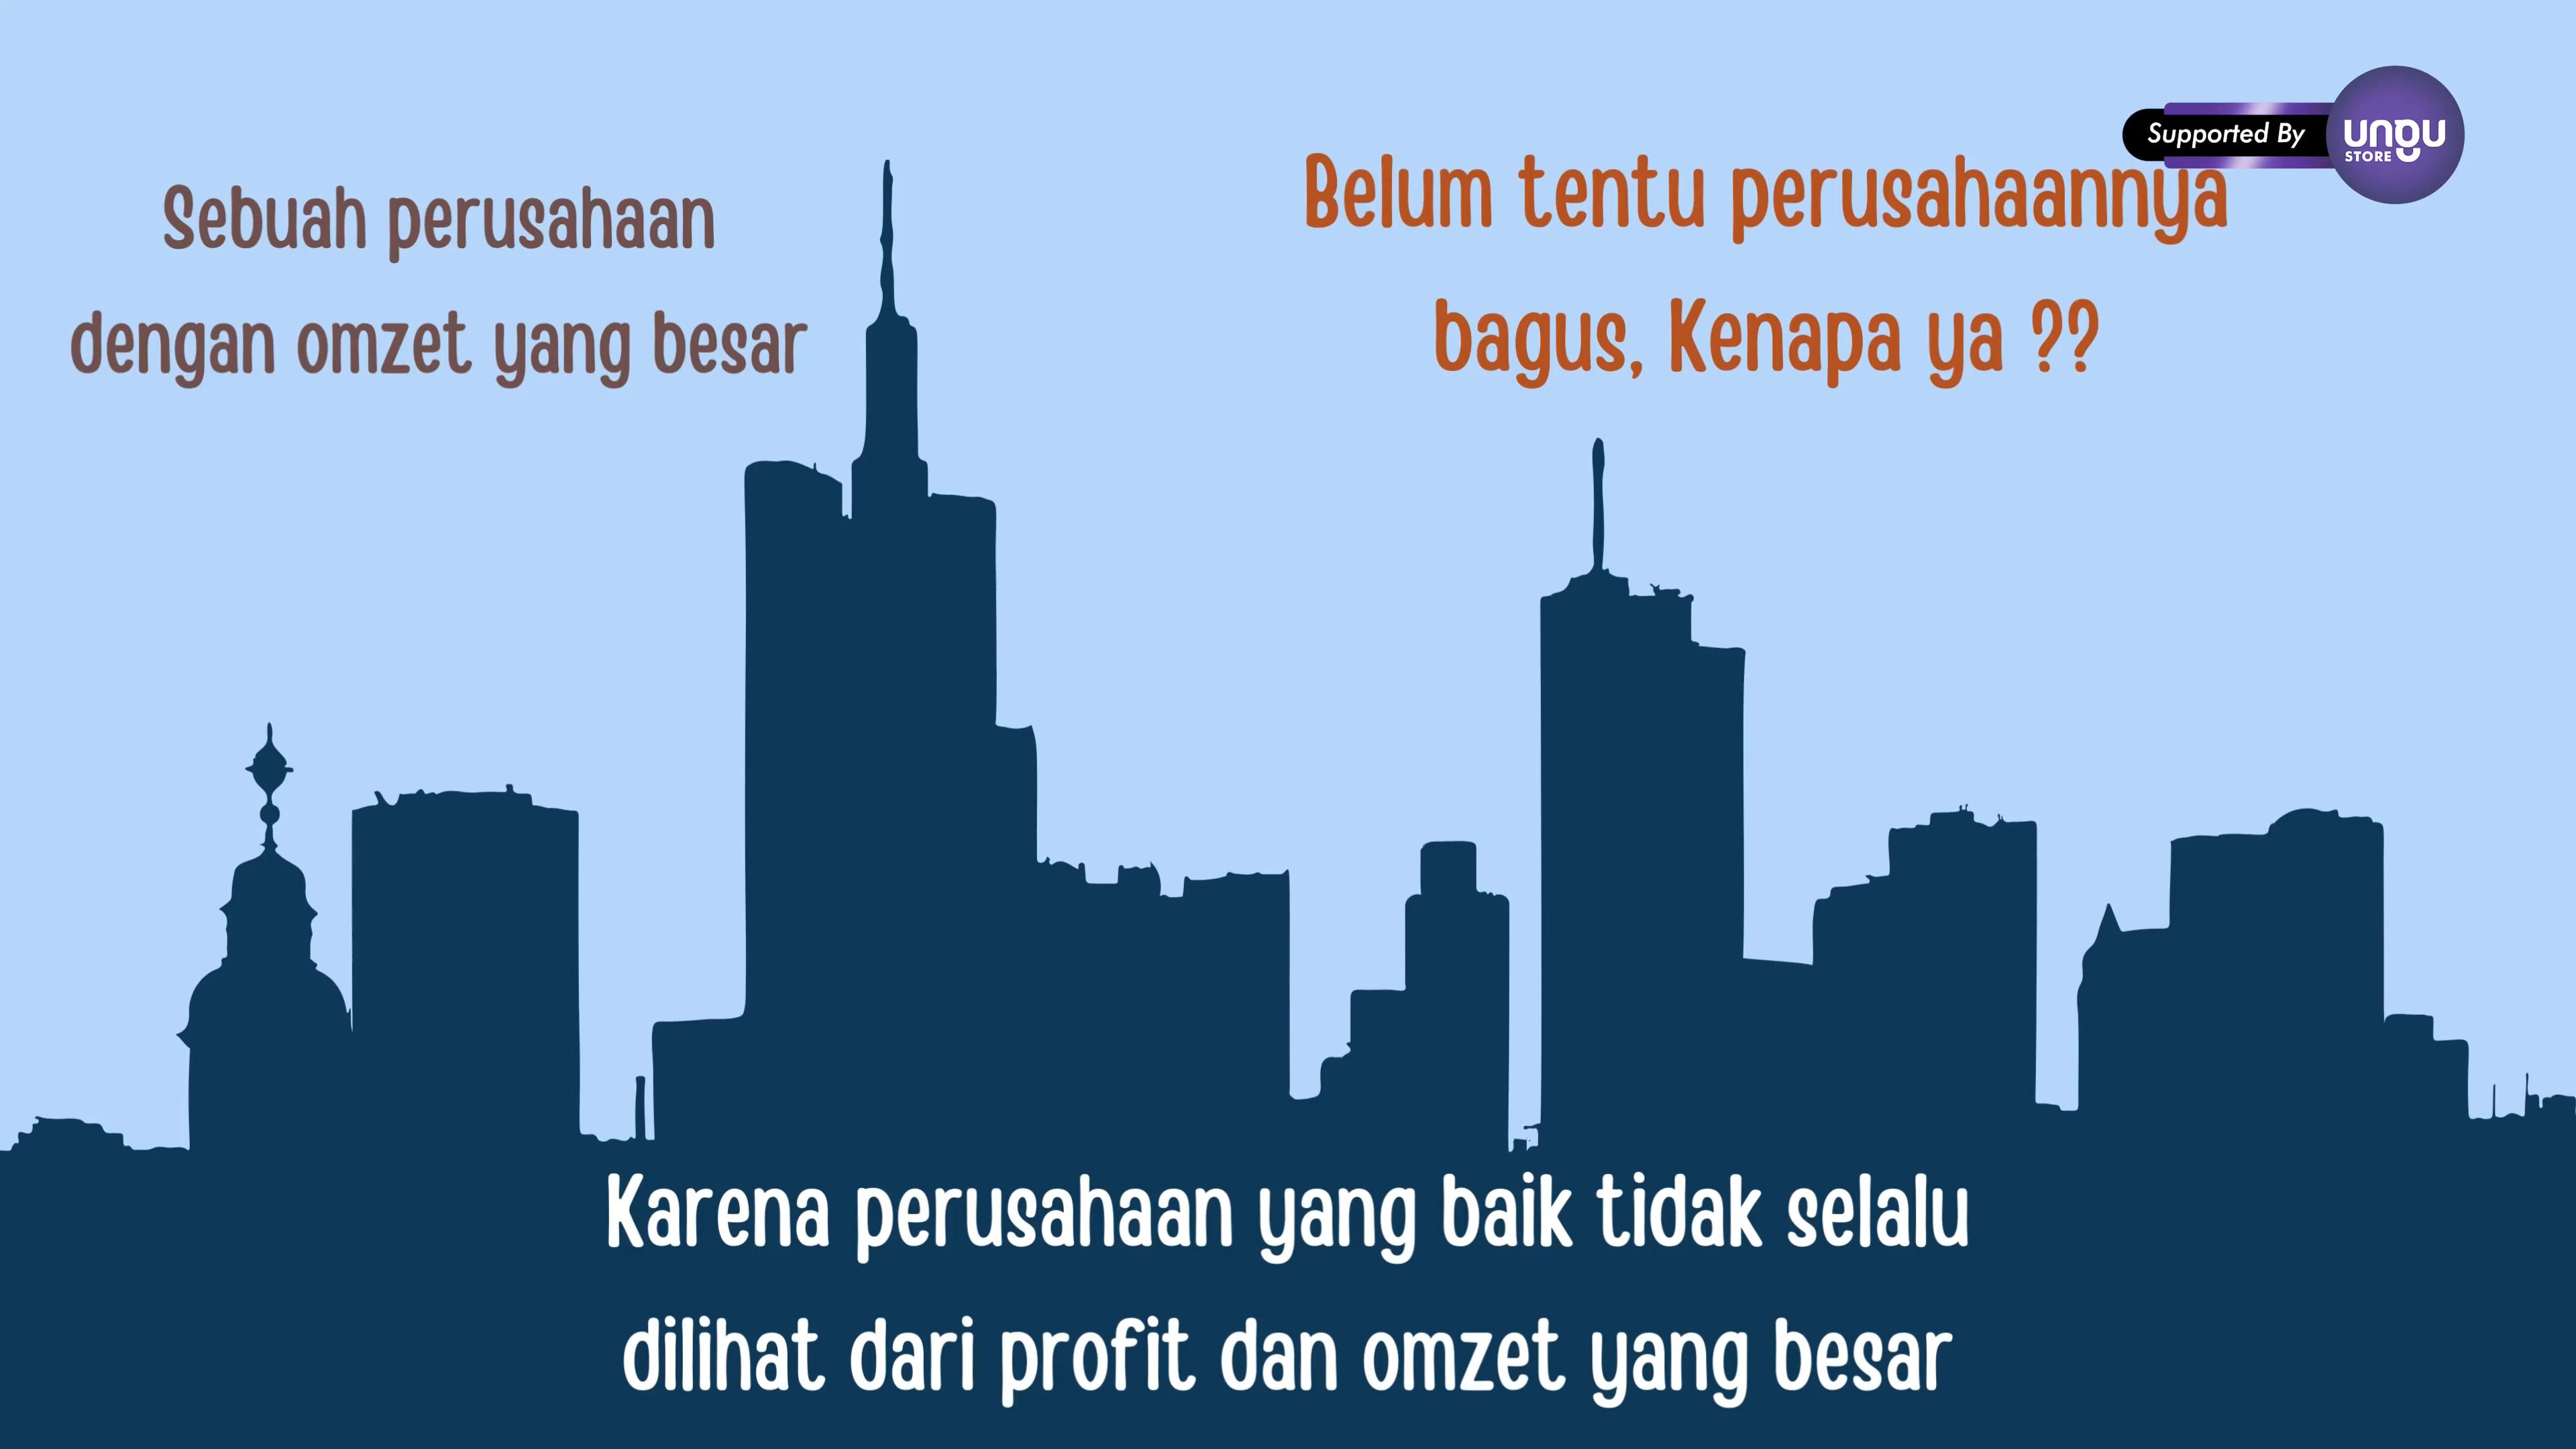 Sebuah perusahaan
dengan omzet yang besar
Supported By
ungu
STORE
Belum tentu perusahaannya
bagus, Kenapa ya ??
Karena perusahaan yang baik tidak selalu
dilihat dari profit dan omzet yang besar